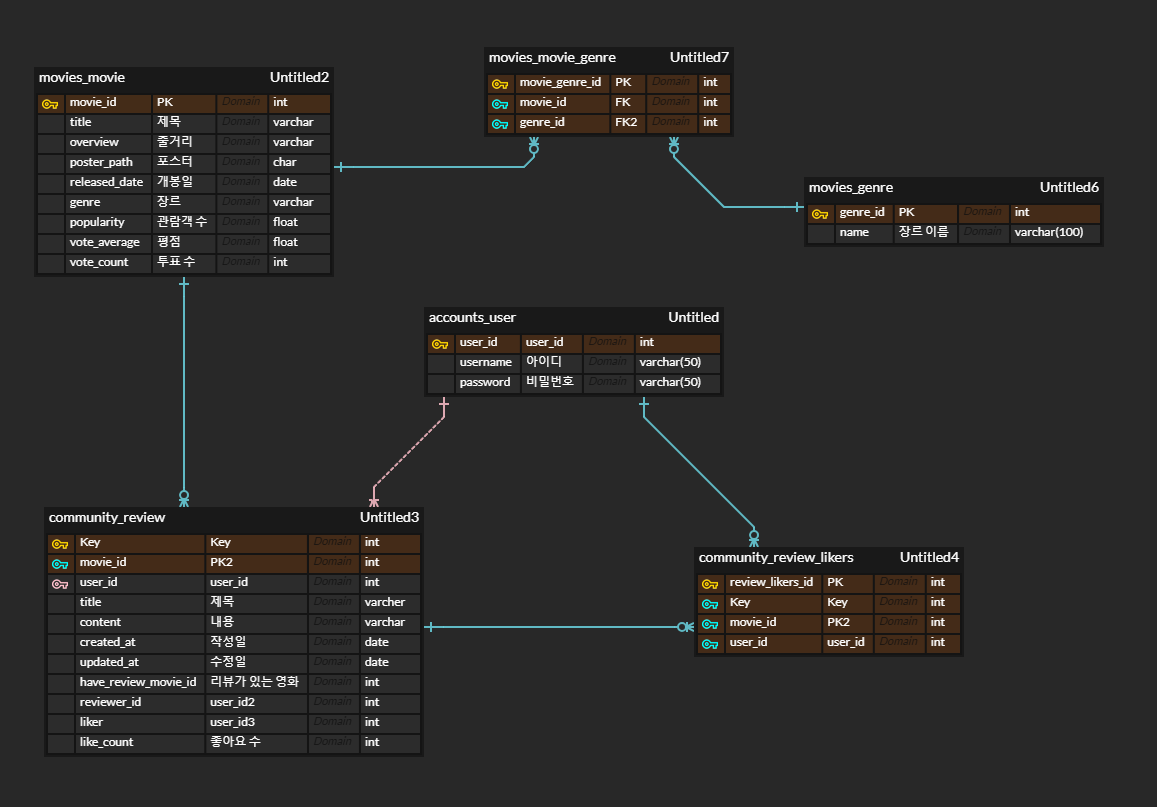 movies_movie Untitled2
movie_id PK Domain int
title 제목 Domain varchar
overview 줄거리 Domain varchar
poster_path 포스터 Domain char
released_date 개봉일 Domain date
genre 장르 Domain varchar
popularity 관람객 수 Domain float
vote_average 평점 Domain float
vote_count 투표 수 Domain int
movies_movie_genre Untitled7
movie_genre_id PK Domain int
movie_id FK Domain int
genre_id FK2 Domain int
movies_genre Untitled6
genre_id PK Domain int
name 장르 이름 Domain varchar(100)
accounts_user Untitled
user_id user_id Domain int
username 아이디 Domain varchar(50)
password 비밀번호 Domain varchar(50)
community_review Untitled3
Key Key Domain int
movie_id PK2 Domain int
user_id user_id Domain int
title 제목 Domain varcher
content 내용 Domain varchar
created_at 작성일 Domain date
updated_at 수정일 Domain date
have_review_movie_id 리뷰가 있는 영화 Domain int
reviewer_id user_id2 Domain int
liker user_id3 Domain int
like_count 좋아요 수 Domain int
community_review_likers Untitled4
review_likers_id PK Domain int
Key Key Domain int
movie_id PK2 Domain int
user_id user_id Domain int